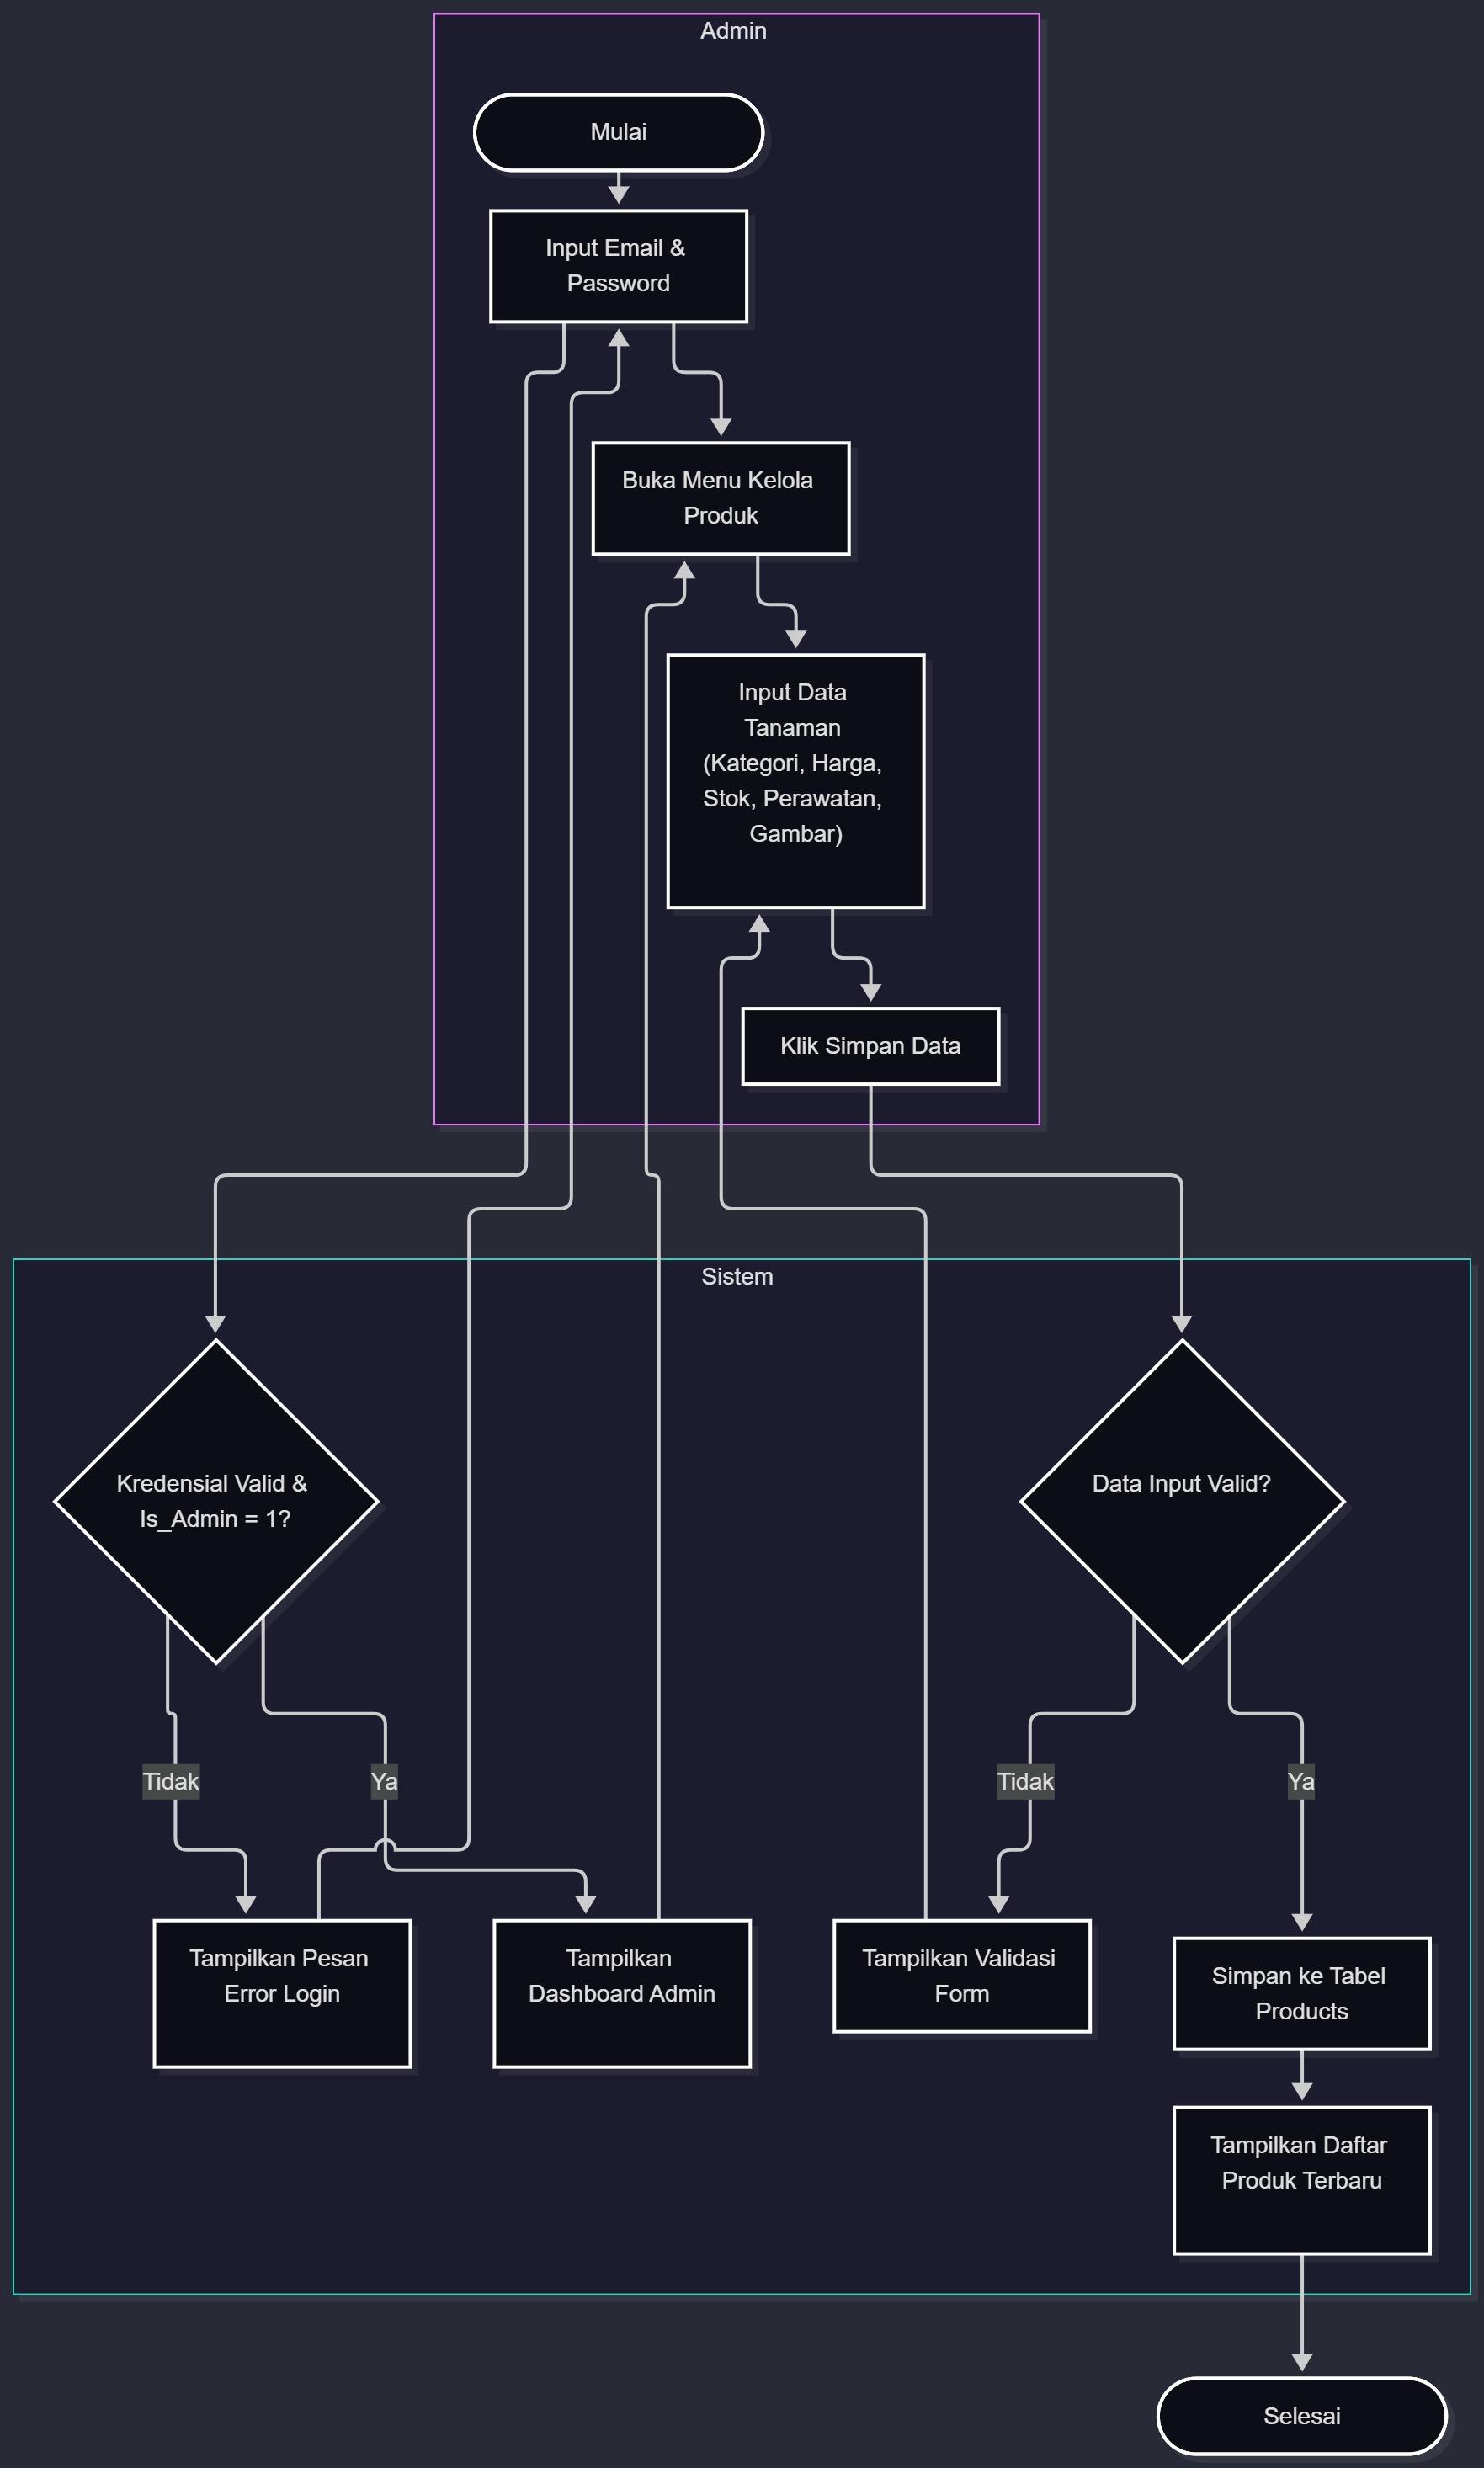 Admin
Mulai
Input Email &
Password
Buka Menu Kelola
Produk
Input Data
Tanaman
(Kategori, Harga,
Stok, Perawatan,
Gambar)
Klik Simpan Data
Sistem
Kredensial Valid &
Is_Admin = 1?
Data Input Valid?
Tidak
Ya
Tidak
Ya
Tampilkan Pesan
Error Login
Tampilkan
Dashboard Admin
Tampilkan Validasi
Form
Simpan ke Tabel
Products
Tampilkan Daftar
Produk Terbaru
Selesai